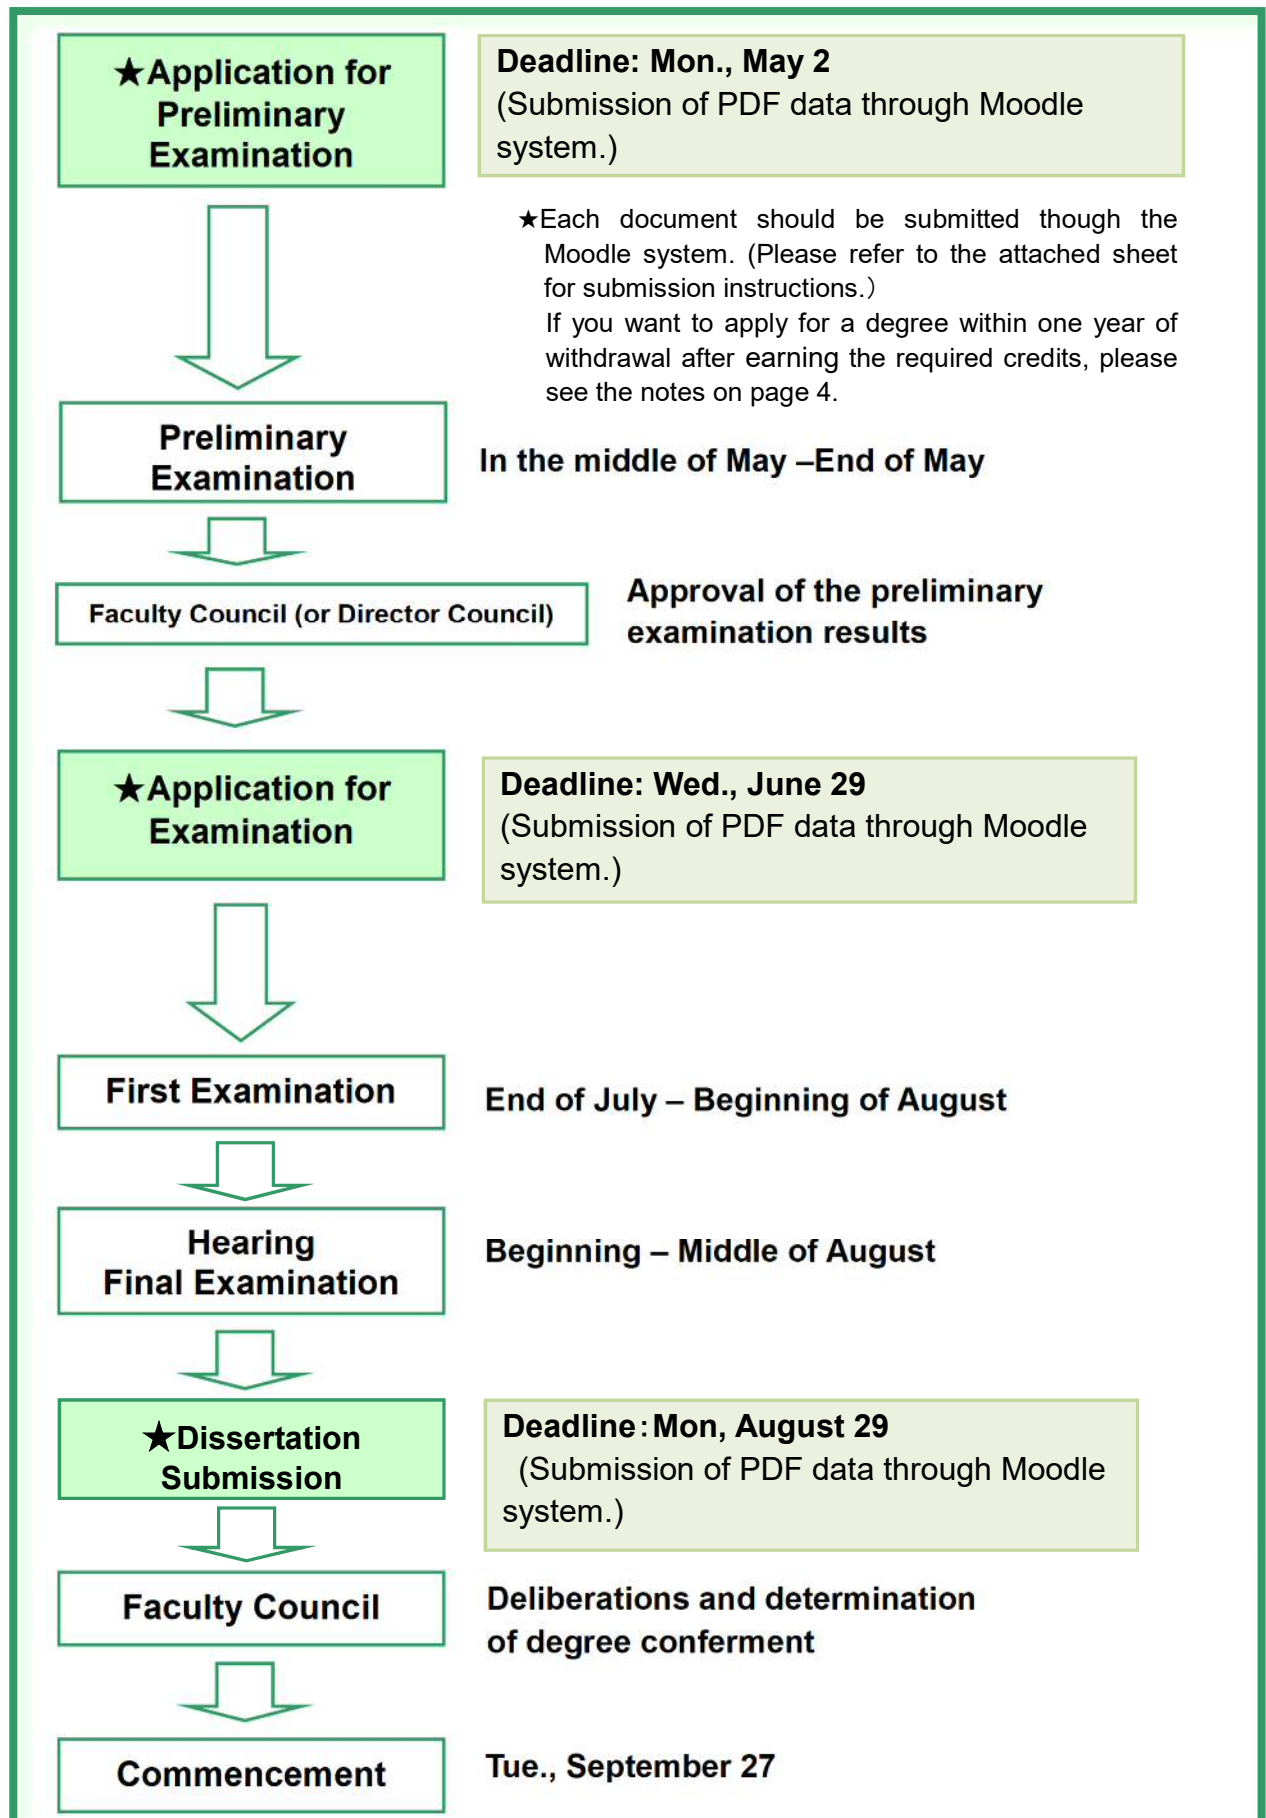 ★Application for
Preliminary
Examination
Deadline: Mon., May 2
(Submission of PDF data through Moodle
system.)
★Each document should be submitted though the
Moodle system. (Please refer to the attached sheet
for submission instructions.）
If you want to apply for a degree within one year of
withdrawal after earning the required credits, please
see the notes on page 4.
Preliminary
Examination
In the middle of May –End of May
Faculty Council (or Director Council)
Approval of the preliminary
examination results
★Application for
Examination
Deadline: Wed., June 29
(Submission of PDF data through Moodle
system.)
First Examination
End of July – Beginning of August
Hearing
Final Examination
Beginning – Middle of August
★Dissertation
Submission
Deadline：Mon, August 29
(Submission of PDF data through Moodle
system.)
Faculty Council
Deliberations and determination
of degree conferment
Commencement
Tue., September 27